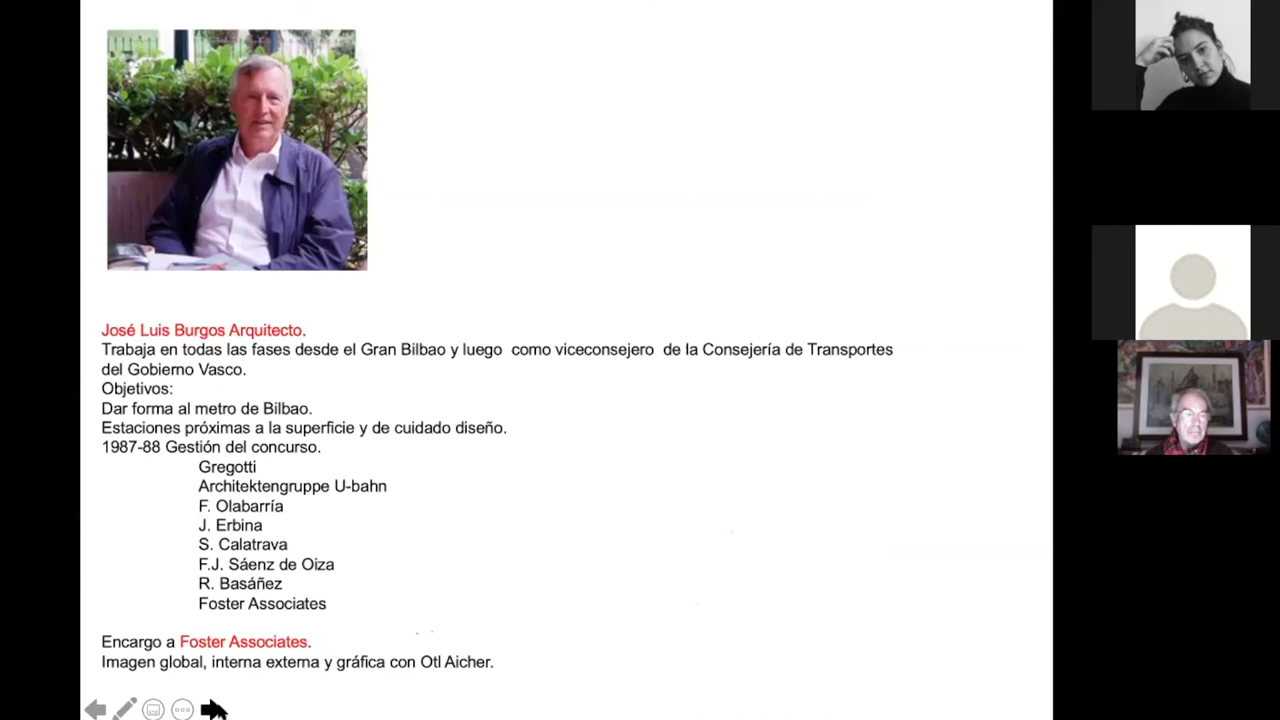 José Luis Burgos Arquitecto.
Trabaja en todas las fases desde el Gran Bilbao y luego como viceconsejero de la Consejería de Transportes
del Gobierno Vasco.
Objetivos:
Dar forma al metro de Bilbao.
Estaciones próximas a la superficie y de cuidado diseño.
1987-88 Gestión del concurso.
Gregotti
Architektengruppe U-bahn
F. Olabarría
J. Erbina
S. Calatrava
F.J. Sáenz de Oiza
R. Basáñez
Foster Associates
Encargo a Foster Associates.
Imagen global, interna externa y gráfica con Otl Aicher.